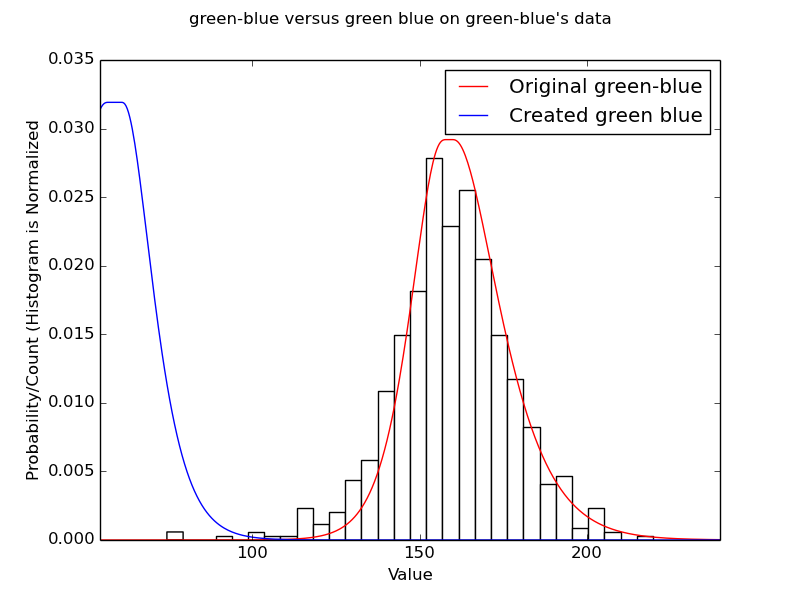 green-blue versus green blue on green-blue's data
Original green-blue
Created green blue
Probability/Count (Histogram is Normalized
0.035
0.030
0.025
0.020
0.015
0.010
0.005
0.000
100 150 200
Value